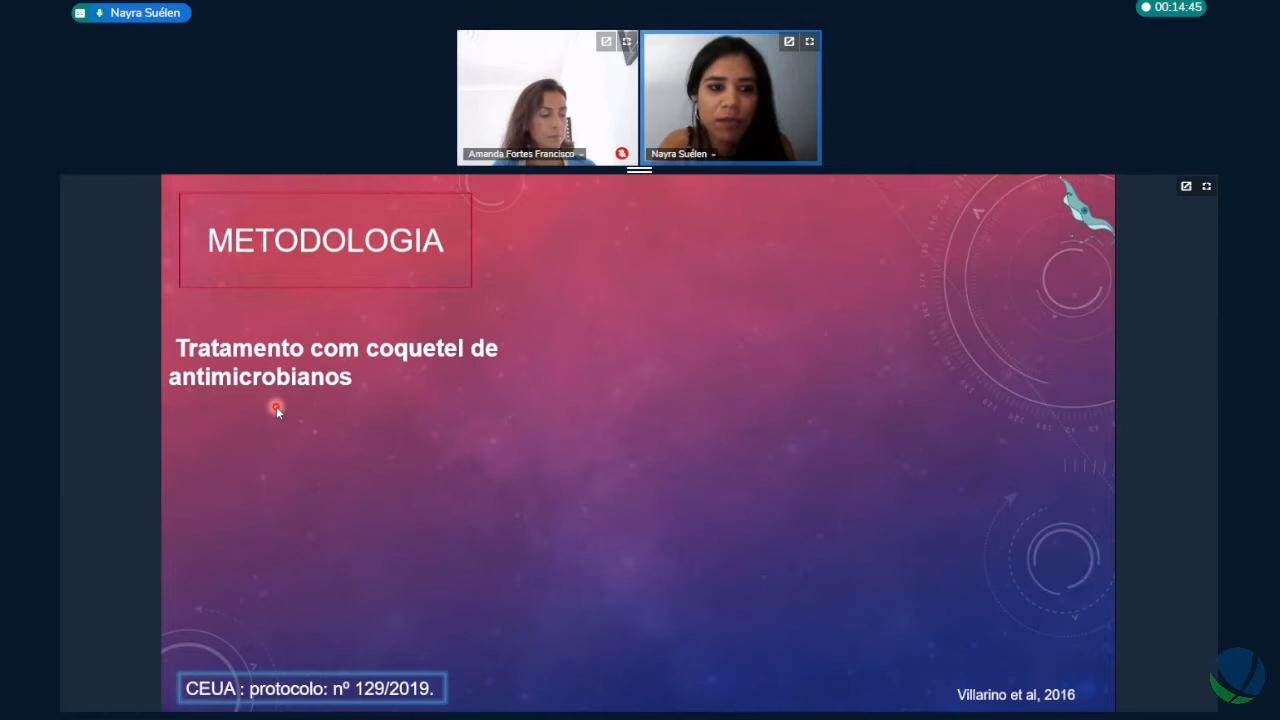 Nayra Suélen
00:14:45
Amanda Fortes Francisco
Nayra Suélen
METODOLOGIA
Tratamento com coquetel de
antimicrobianos
CEUA : protocolo: nº 129/2019.
Villarino et al, 2016